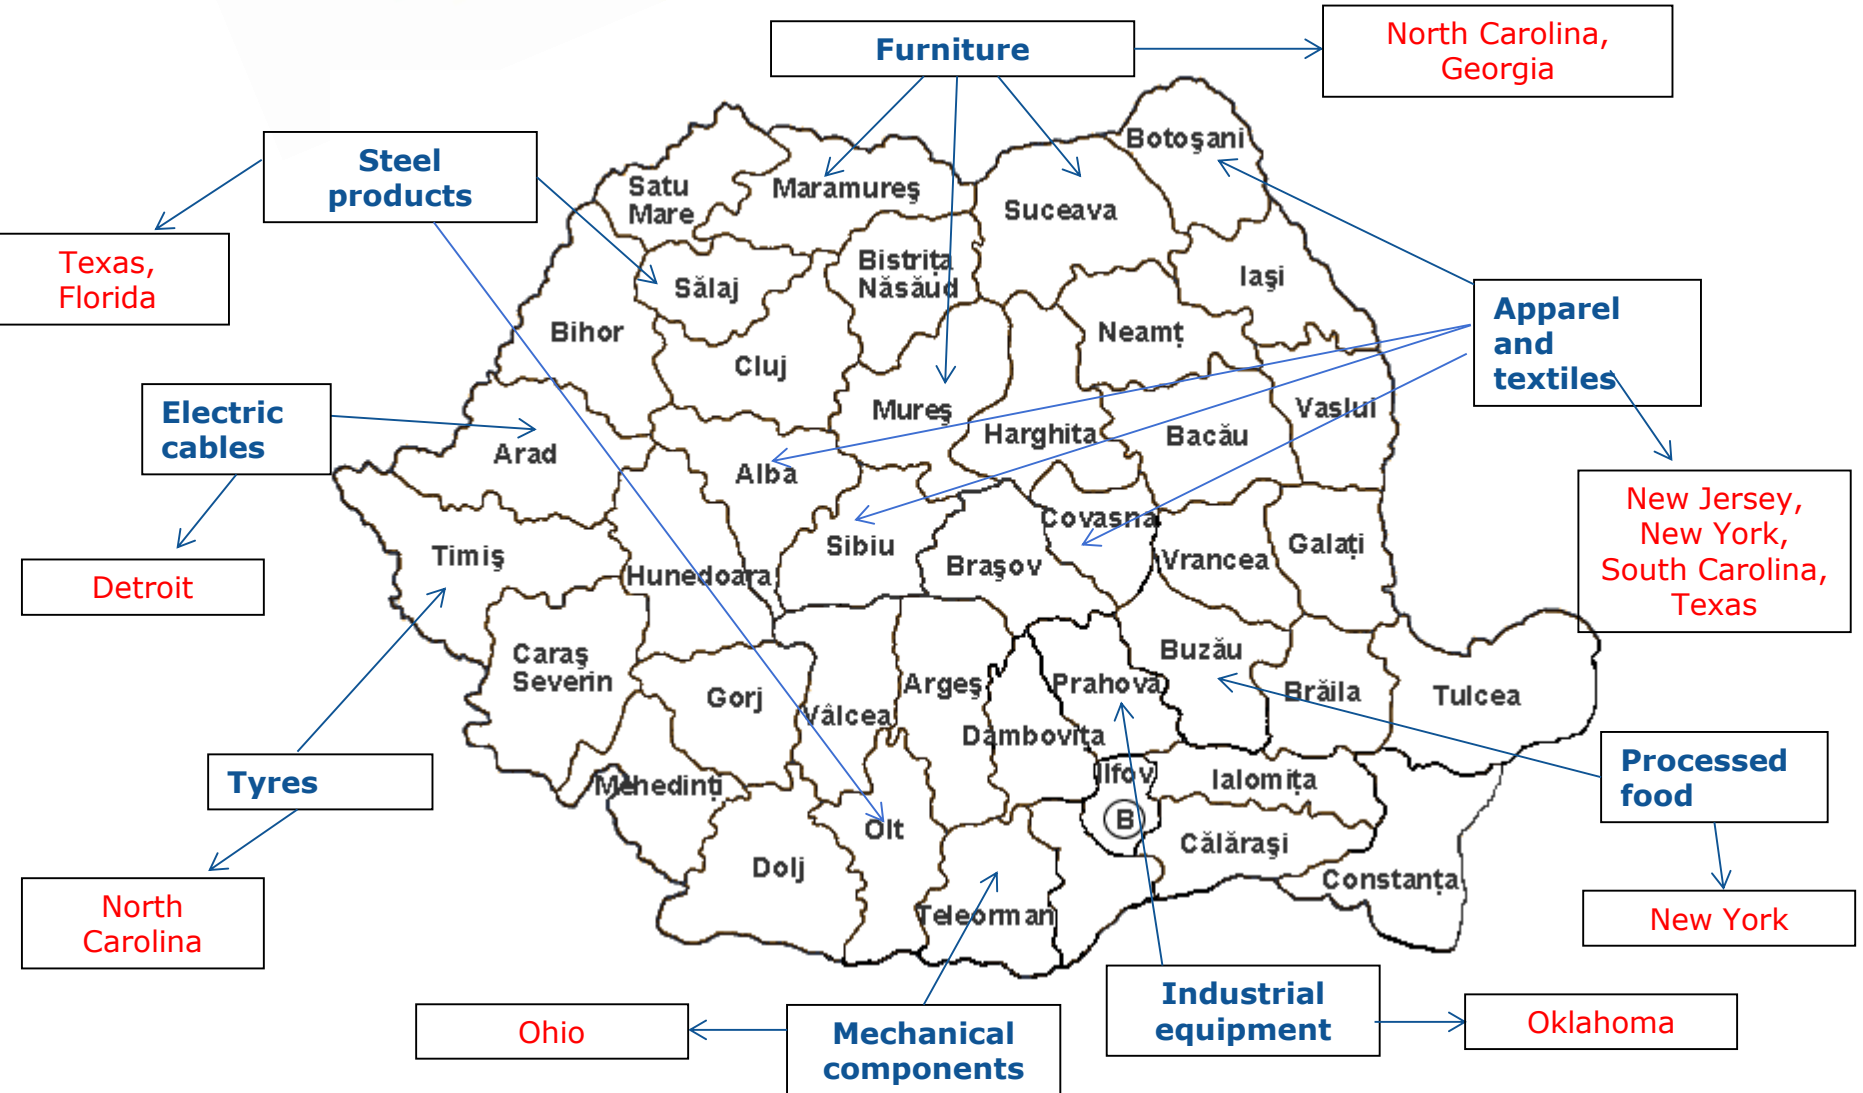 Furniture
North Carolina,
Georgia
Steel
products
Texas,
Florida
Electric
cables
Detroit
Tyres
North
Carolina
Ohio
Mechanical
components
Industrial
equipment
Oklahoma
Processed
food
New York
Apparel
and
textiles
New Jersey,
New York,
South Carolina,
Texas
Botoşani
Satu
Mare
Maramureş
Suceava
Bistriţa
Năsăud
Iaşi
Sălaj
Bihor
Cluj
Neamţ
Mureş
Harghita
Bacău
Vaslui
Arad
Alba
Covasna
Sibiu
Braşov
Vrancea
Galaţi
Timiş
Hunedoara
Caraş
Severin
Gorj
Vâlcea
Argeş
Dâmboviţa
Prahova
Buzău
Brăila
Tulcea
Mehedinţi
Ilfov
B
Ialomiţa
Călăraşi
Constanţa
Olt
Dolj
Teleorman